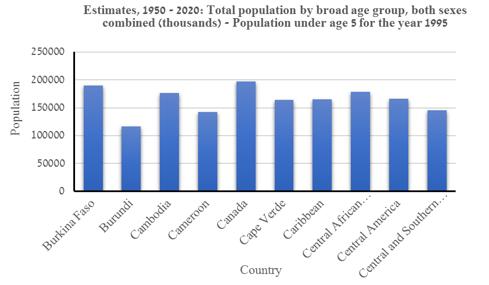 Estimates, 1950 - 2020: Total population by broad age group, both sexes
combined (thousands) - Population under age 5 for the year 1995
250000
200000
150000
100000
50000
0
Population
Burkina Faso
Burundi
Cambodia
Cameroon
Canada
Cape Verde
Caribbean
Central African…
Central America
Central and Southern…
Country